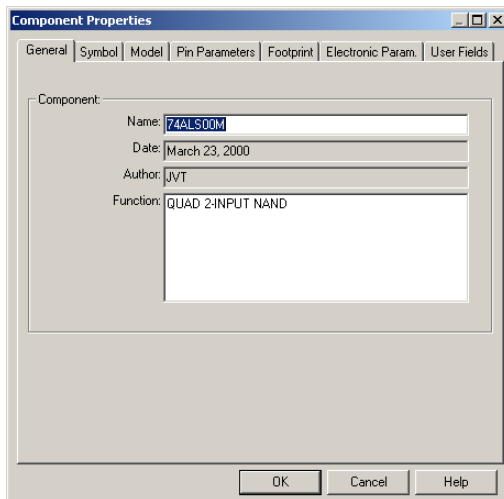 Component Properties
General Symbol Model Pin Parameters Footprint Electronic Param. User Fields
Component:
Name: 74ALS00M
Date: March 23, 2000
Author: JVT
Function: QUAD 2-INPUT NAND
OK Cancel Help